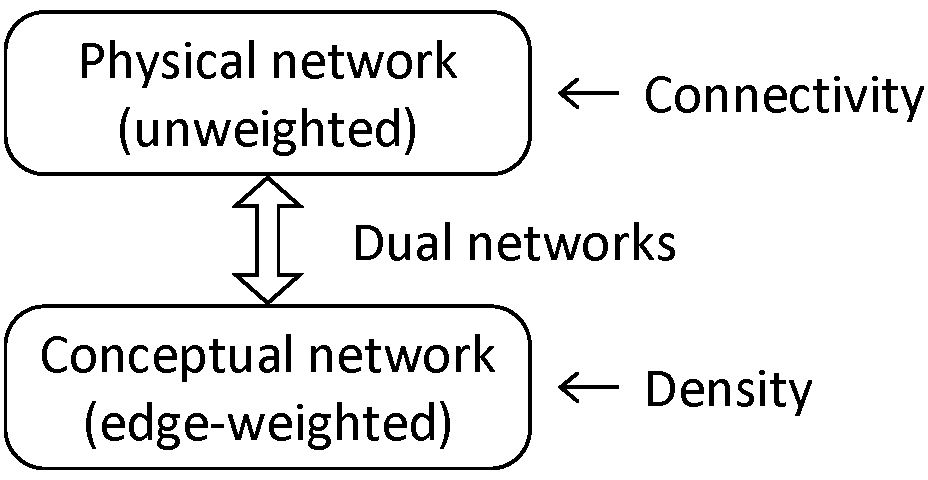 Physical network
(unweighted)
Connectivity
Dual networks
Conceptual network
(edge-weighted)
Density